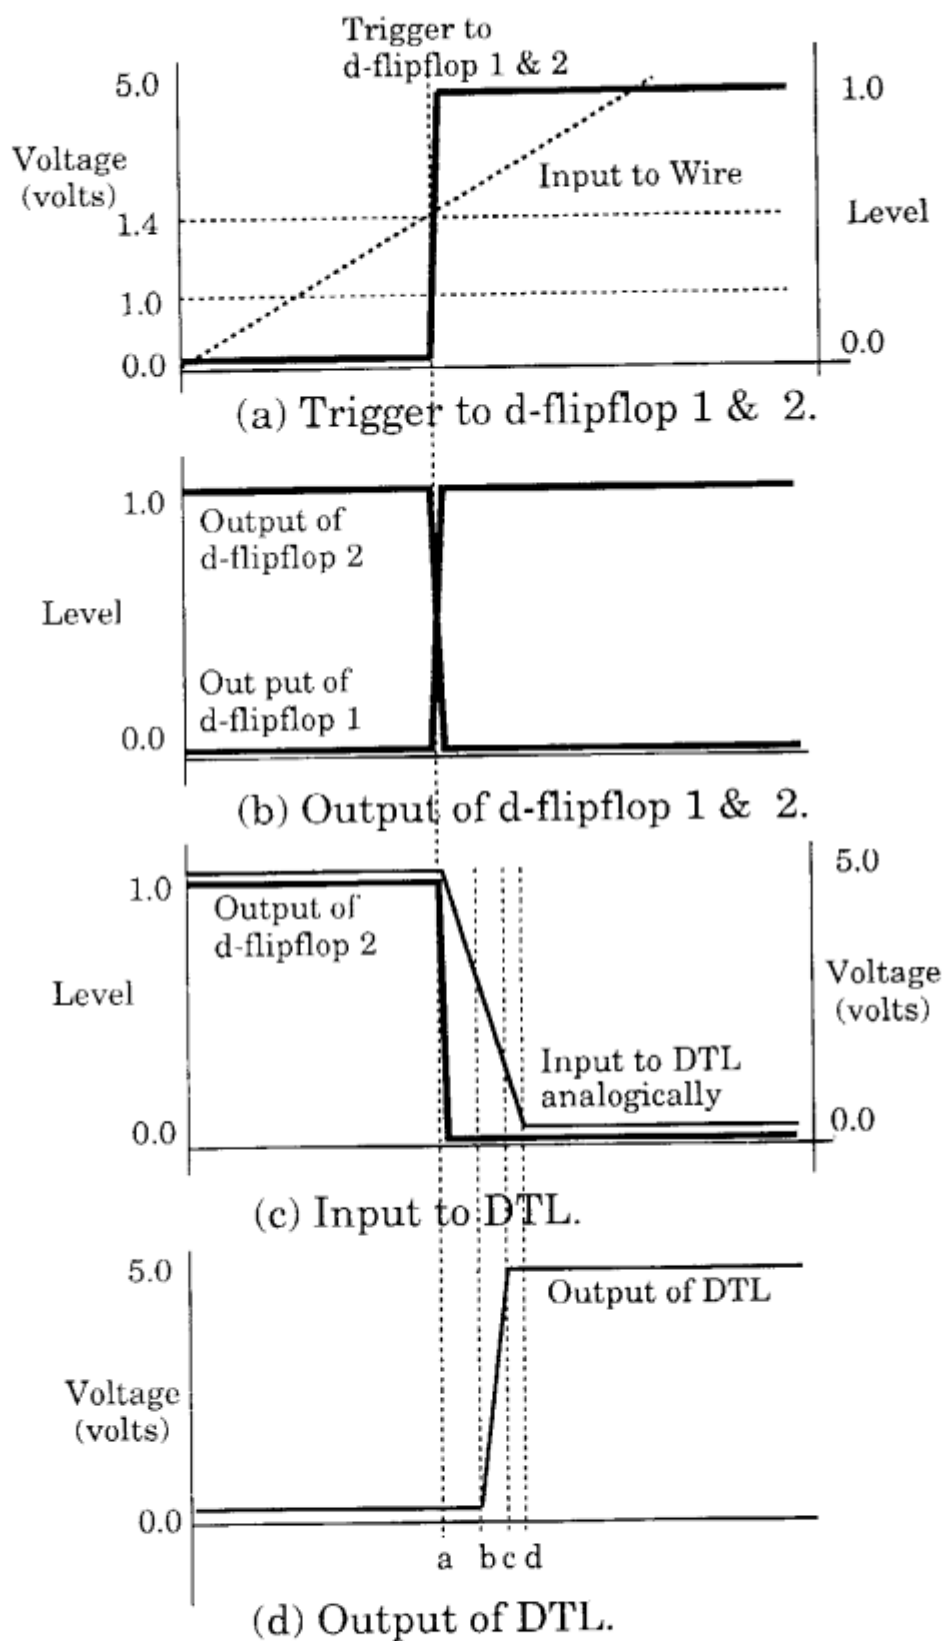 Trigger to
d-flipflop 1 & 2
5.0
1.0
Voltage
(volts)
Input to Wire
1.4
Level
1.0
0.0
0.0
(a) Trigger to d-flipflop 1 & 2.
1.0
Output of
d-flipflop 2
Level
Out put of
d-flipflop 1
0.0
(b) Output of d-flipflop 1 & 2.
5.0
1.0
Output of
d-flipflop 2
Level
Voltage
(volts)
Input to DTL
analogically
0.0
0.0
(c) Input to DTL.
5.0
Output of DTL
Voltage
(volts)
0.0
a b c d
(d) Output of DTL.